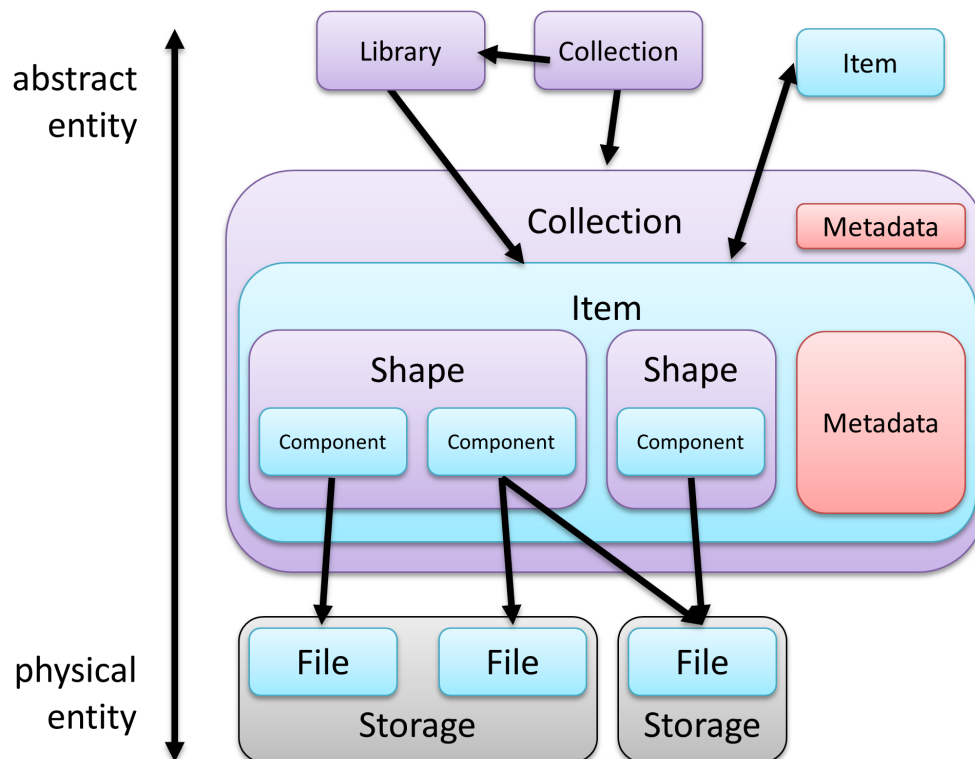 abstract
entity
Library
Collection
Item
Collection
Metadata
Item
Shape
Shape
Metadata
Component
Component
Component
physical
entity
File
File
File
Storage
Storage